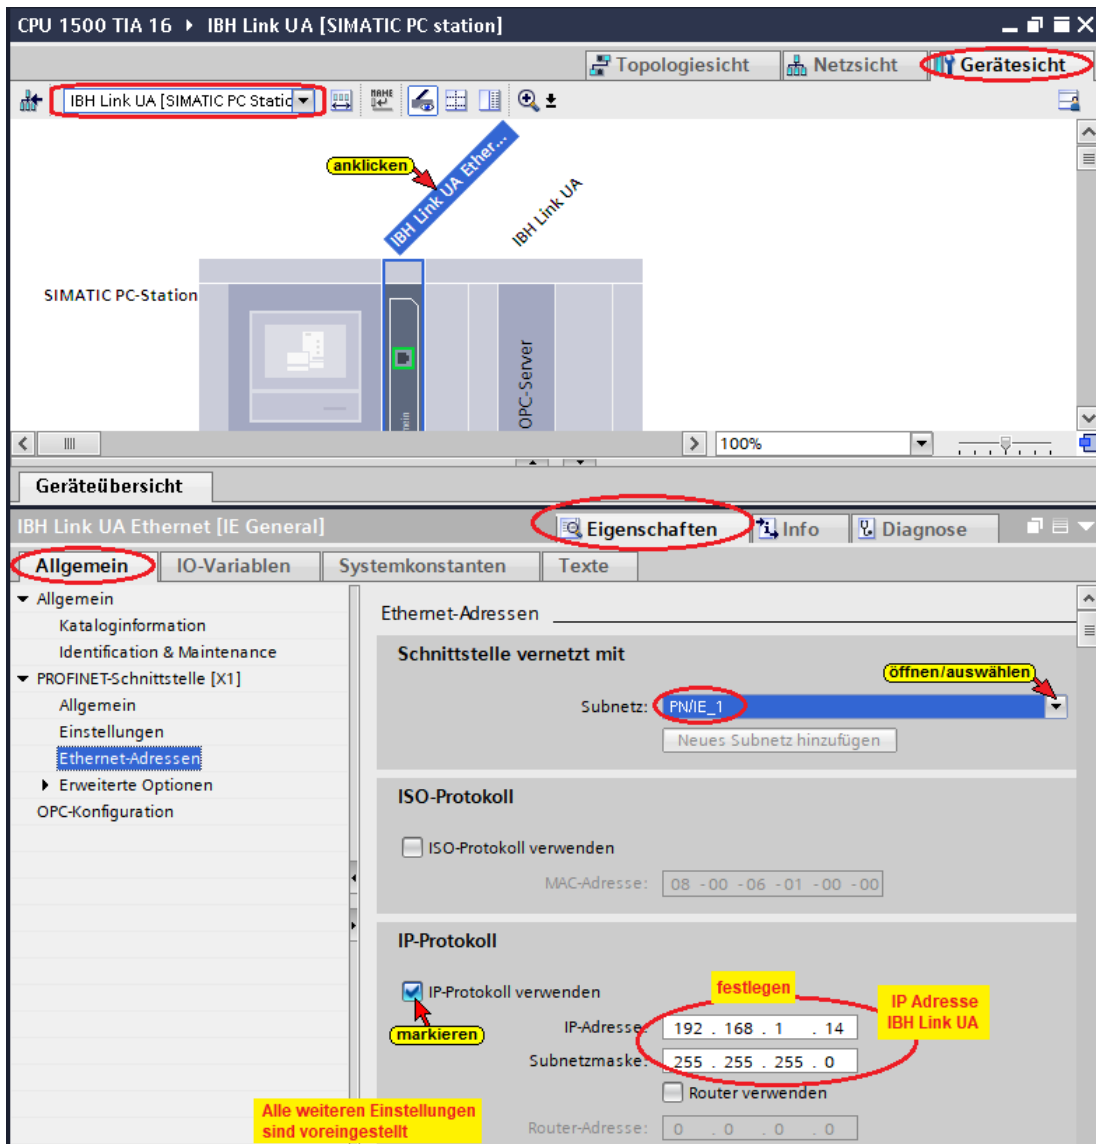 CPU 1500 TIA 16 ▸ IBH Link UA [SIMATIC PC station]
Topologiesicht
Netzsicht
Gerätesicht
IBH Link UA [SIMATIC PC Static
NAME
anklicken
IBH Link UA Ether...
IBH Link UA
SIMATIC PC-Station
OPC-Server
100%
Geräteübersicht
IBH Link UA Ethernet [IE General]
Eigenschaften
Info
Diagnose
Allgemein
IO-Variablen
Systemkonstanten
Texte
Allgemein
Kataloginformation
Identification & Maintenance
PROFINET-Schnittstelle [X1]
Allgemein
Einstellungen
Ethernet-Adressen
Erweiterte Optionen
OPC-Konfiguration
Ethernet-Adressen
Schnittstelle vernetzt mit
öffnen/auswählen
Subnetz: PN/IE_1
Neues Subnetz hinzufügen
ISO-Protokoll
ISO-Protokoll verwenden
MAC-Adresse: 08 -00 -06 -01 -00 -00
IP-Protokoll
IP-Protokoll verwenden
markieren
festlegen
IP Adresse
IBH Link UA
IP-Adresse: 192 . 168 . 1 . 14
Subnetzmaske: 255 . 255 . 255 . 0
Router verwenden
Router-Adresse: 0 . 0 . 0 . 0
Alle weiteren Einstellungen
sind voreingestellt